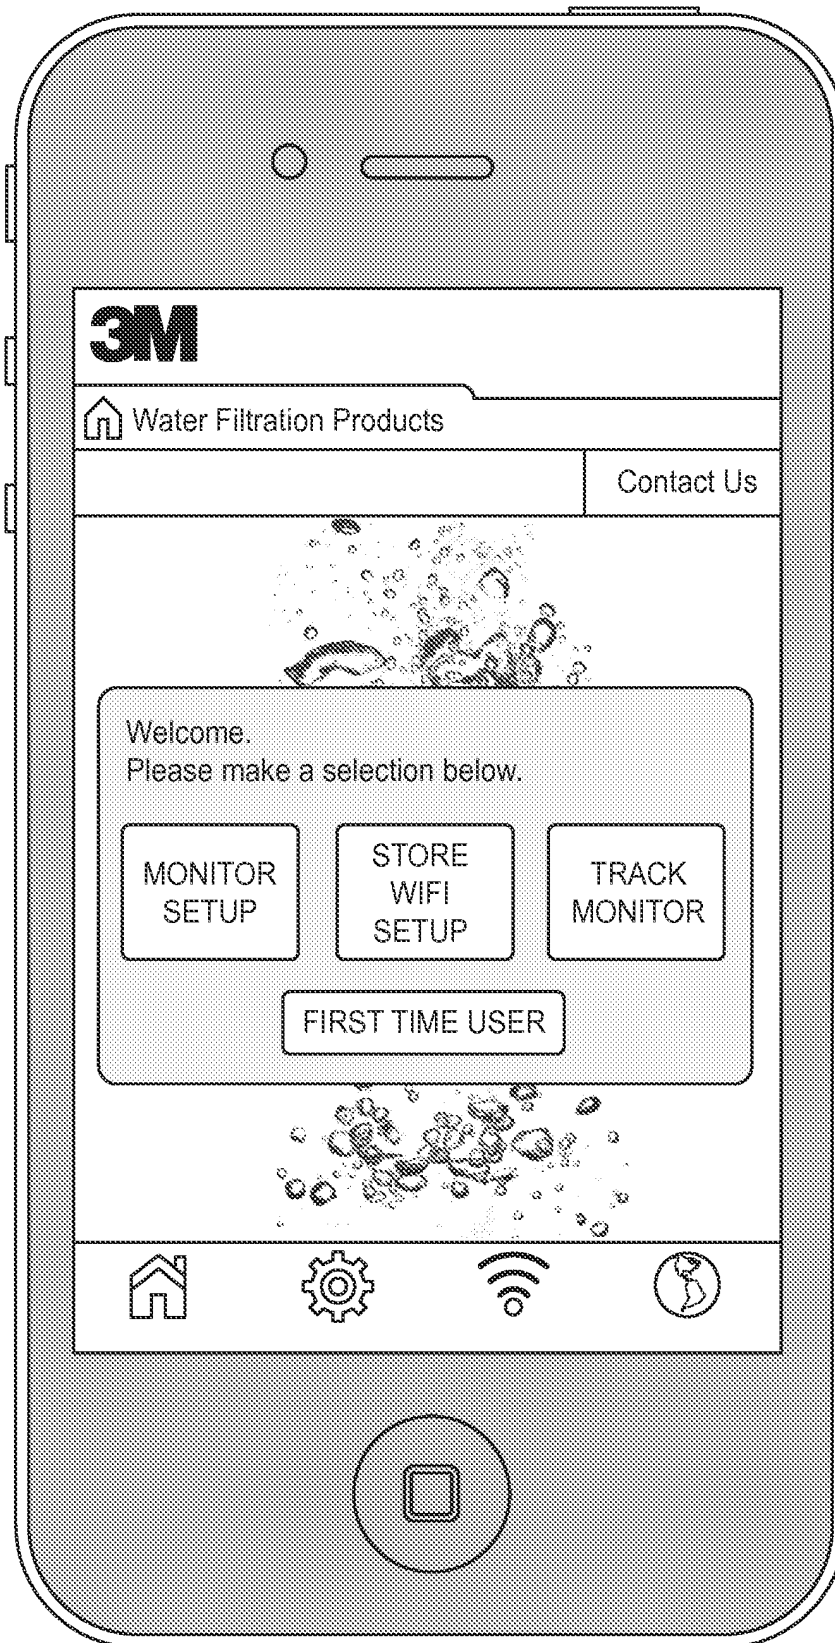 3M
Water Filtration Products
Contact Us
Welcome.
Please make a selection below.
MONITOR
SETUP
STORE
WIFI
SETUP
TRACK
MONITOR
FIRST TIME USER